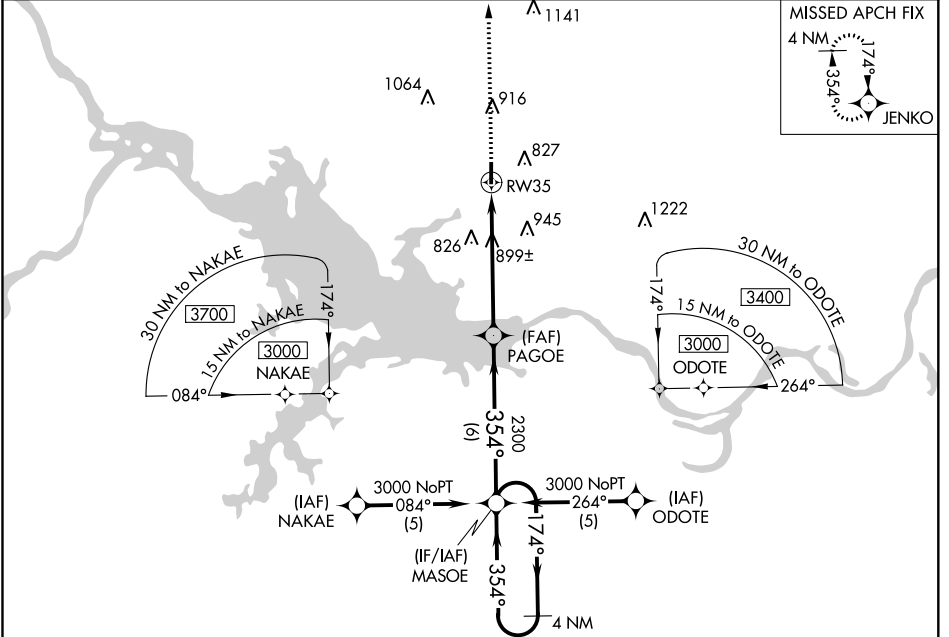 1141
MISSED APCH FIX
4 NM
174°
354°
JENKO
1064
916
827
RW35
1222
945
826
899±
30 NM to NAKAE
3700
174°
15 NM to NAKAE
3000
NAKAE
084°
30 NM to ODOTE
3400
174°
15 NM to ODOTE
3000
ODOTE
264°
(FAF)
PAGOE
2300
354°
(6)
(IAF)
NAKAE
3000 NoPT
084°
(5)
3000 NoPT
264°
(5)
(IAF)
ODOTE
(IF/IAF)
MASOE
174°
354°
4 NM